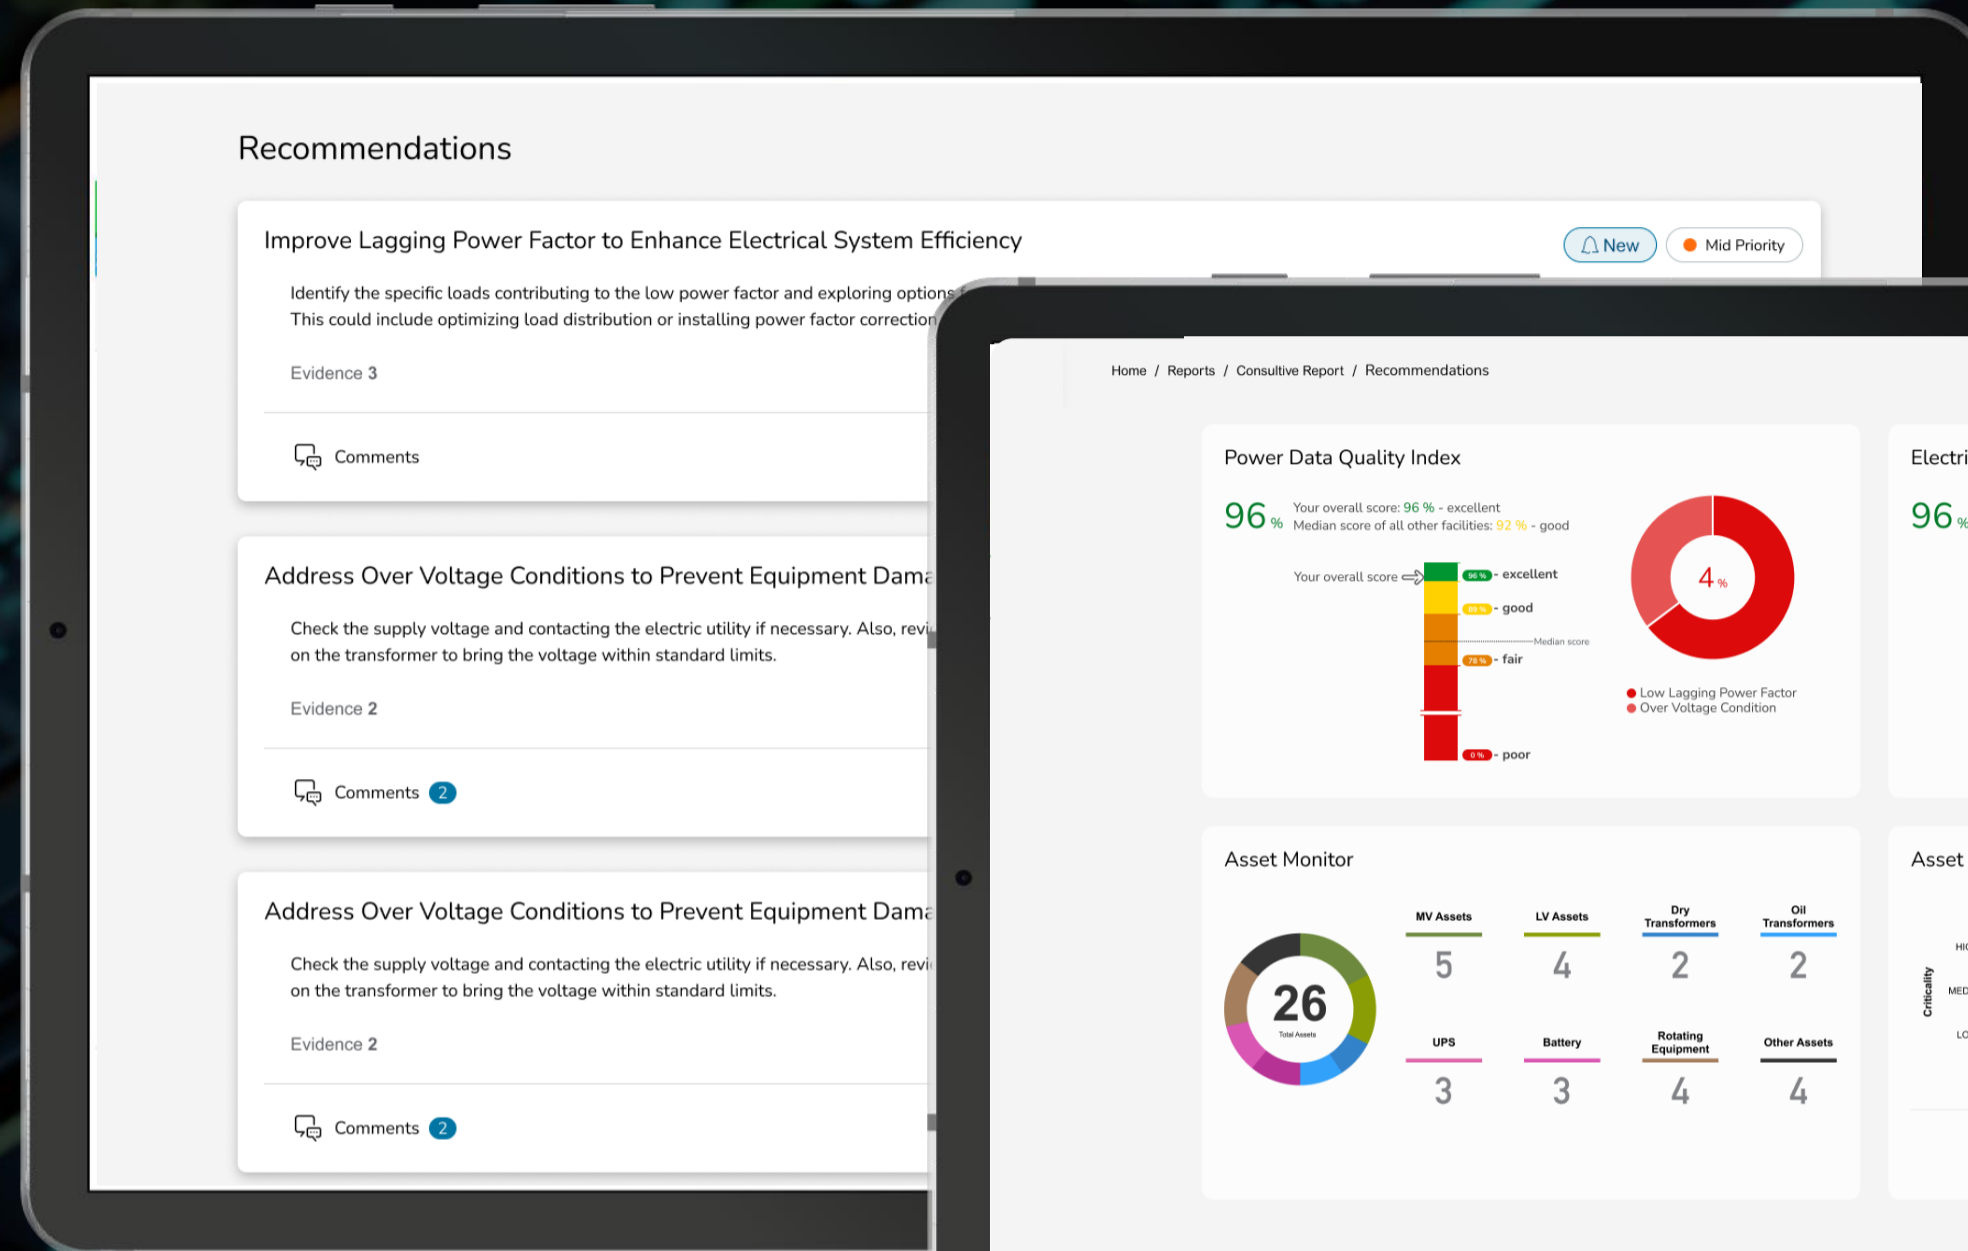 Recommendations
Improve Lagging Power Factor to Enhance Electrical System Efficiency
New
Mid Priority
Identify the specific loads contributing to the low power factor and exploring options
This could include optimizing load distribution or installing power factor correction
Evidence 3
Comments
Address Over Voltage Conditions to Prevent Equipment Dama
Check the supply voltage and contacting the electric utility if necessary. Also, revi
on the transformer to bring the voltage within standard limits.
Evidence 2
Comments 2
Address Over Voltage Conditions to Prevent Equipment Dama
Check the supply voltage and contacting the electric utility if necessary. Also, revi
on the transformer to bring the voltage within standard limits.
Evidence 2
Comments 2
Home / Reports / Consultive Report / Recommendations
Power Data Quality Index
96 %
Your overall score: 96 % - excellent
Median score of all other facilities: 92 % - good
Your overall score
96 % - excellent
- good
Median score
78 % - fair
0 % - poor
4 %
Low Lagging Power Factor
Over Voltage Condition
Electri
96 %
Asset Monitor
26
Total Assets
MV Assets
5
LV Assets
4
Dry
Transformers
2
Oil
Transformers
2
UPS
3
Battery
3
Rotating
Equipment
4
Other Assets
4
Asset
Criticality
HIG
MED
LO